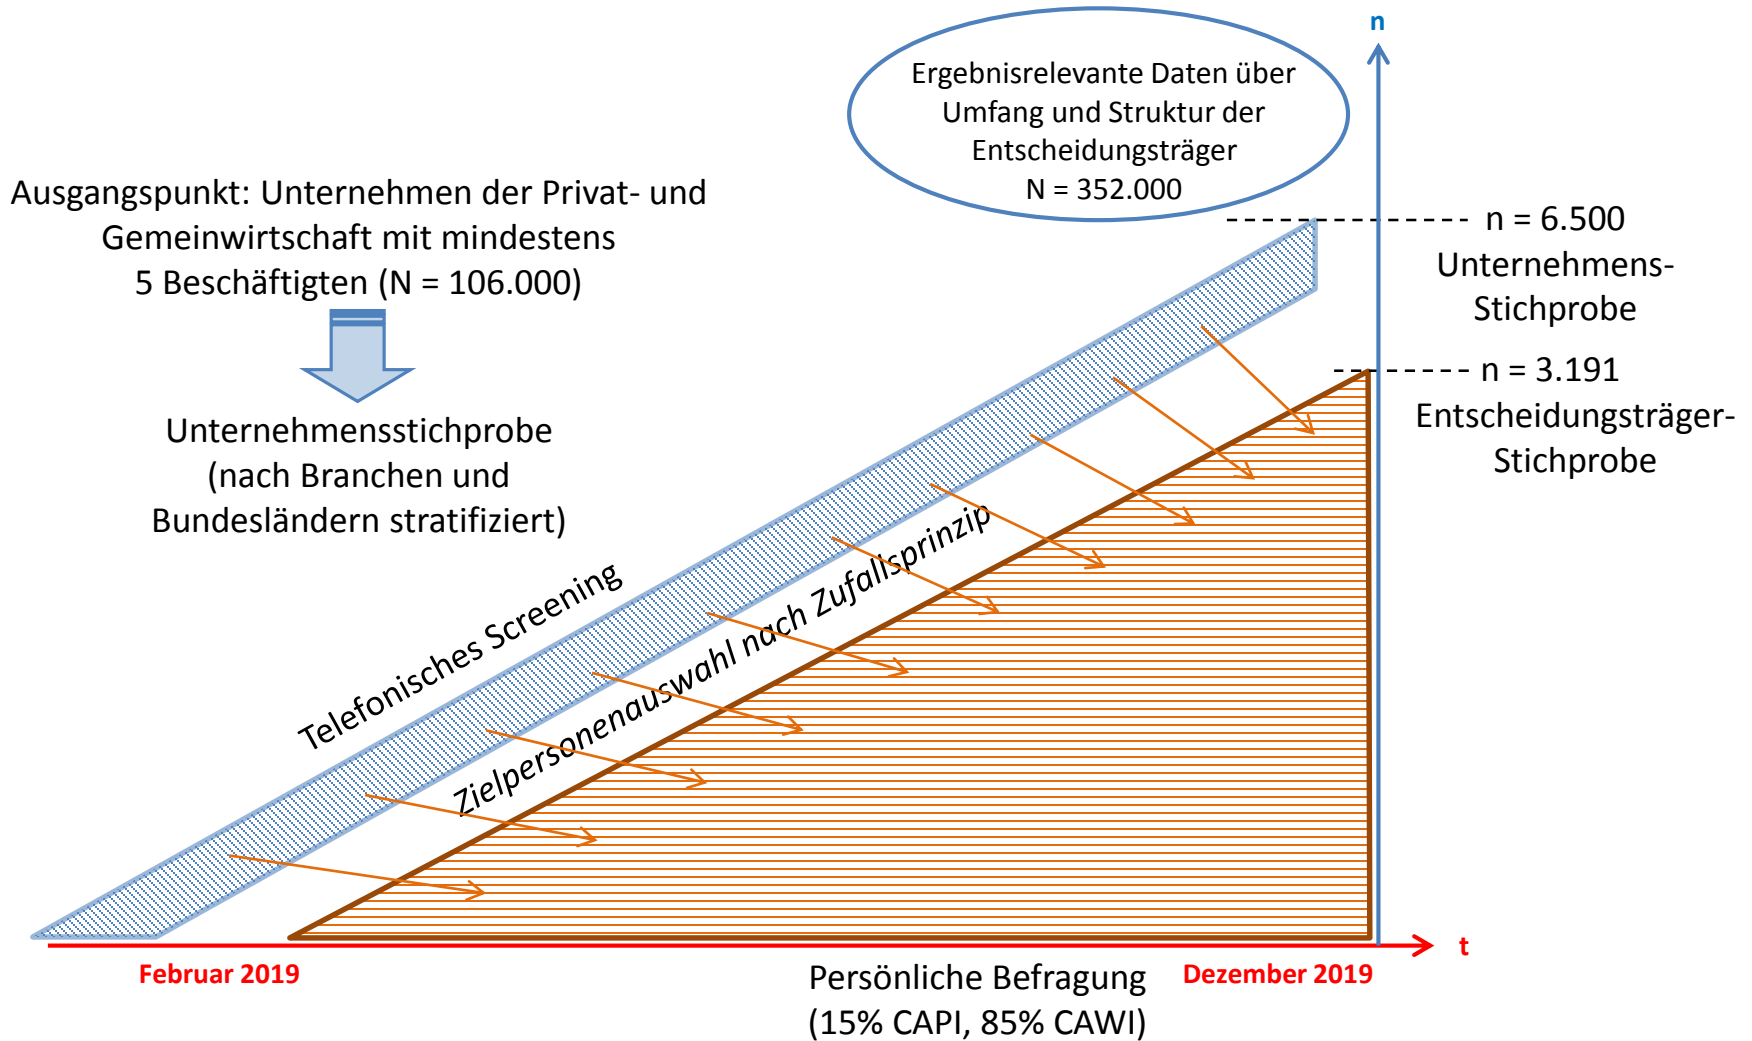 n
Ergebnisrelevante Daten über
Umfang und Struktur der
Entscheidungsträger
N = 352.000
Ausgangspunkt: Unternehmen der Privat- und
Gemeinwirtschaft mit mindestens
5 Beschäftigten (N = 106.000)
n = 6.500
Unternehmens-
Stichprobe
n = 3.191
Entscheidungsträger-
Stichprobe
Unternehmensstichprobe
(nach Branchen und
Bundesländern stratifiziert)
Telefonisches Screening
Zielpersonenauswahl nach Zufallsprinzip
t
Februar 2019
Persönliche Befragung
(15% CAPI, 85% CAWI)
Dezember 2019